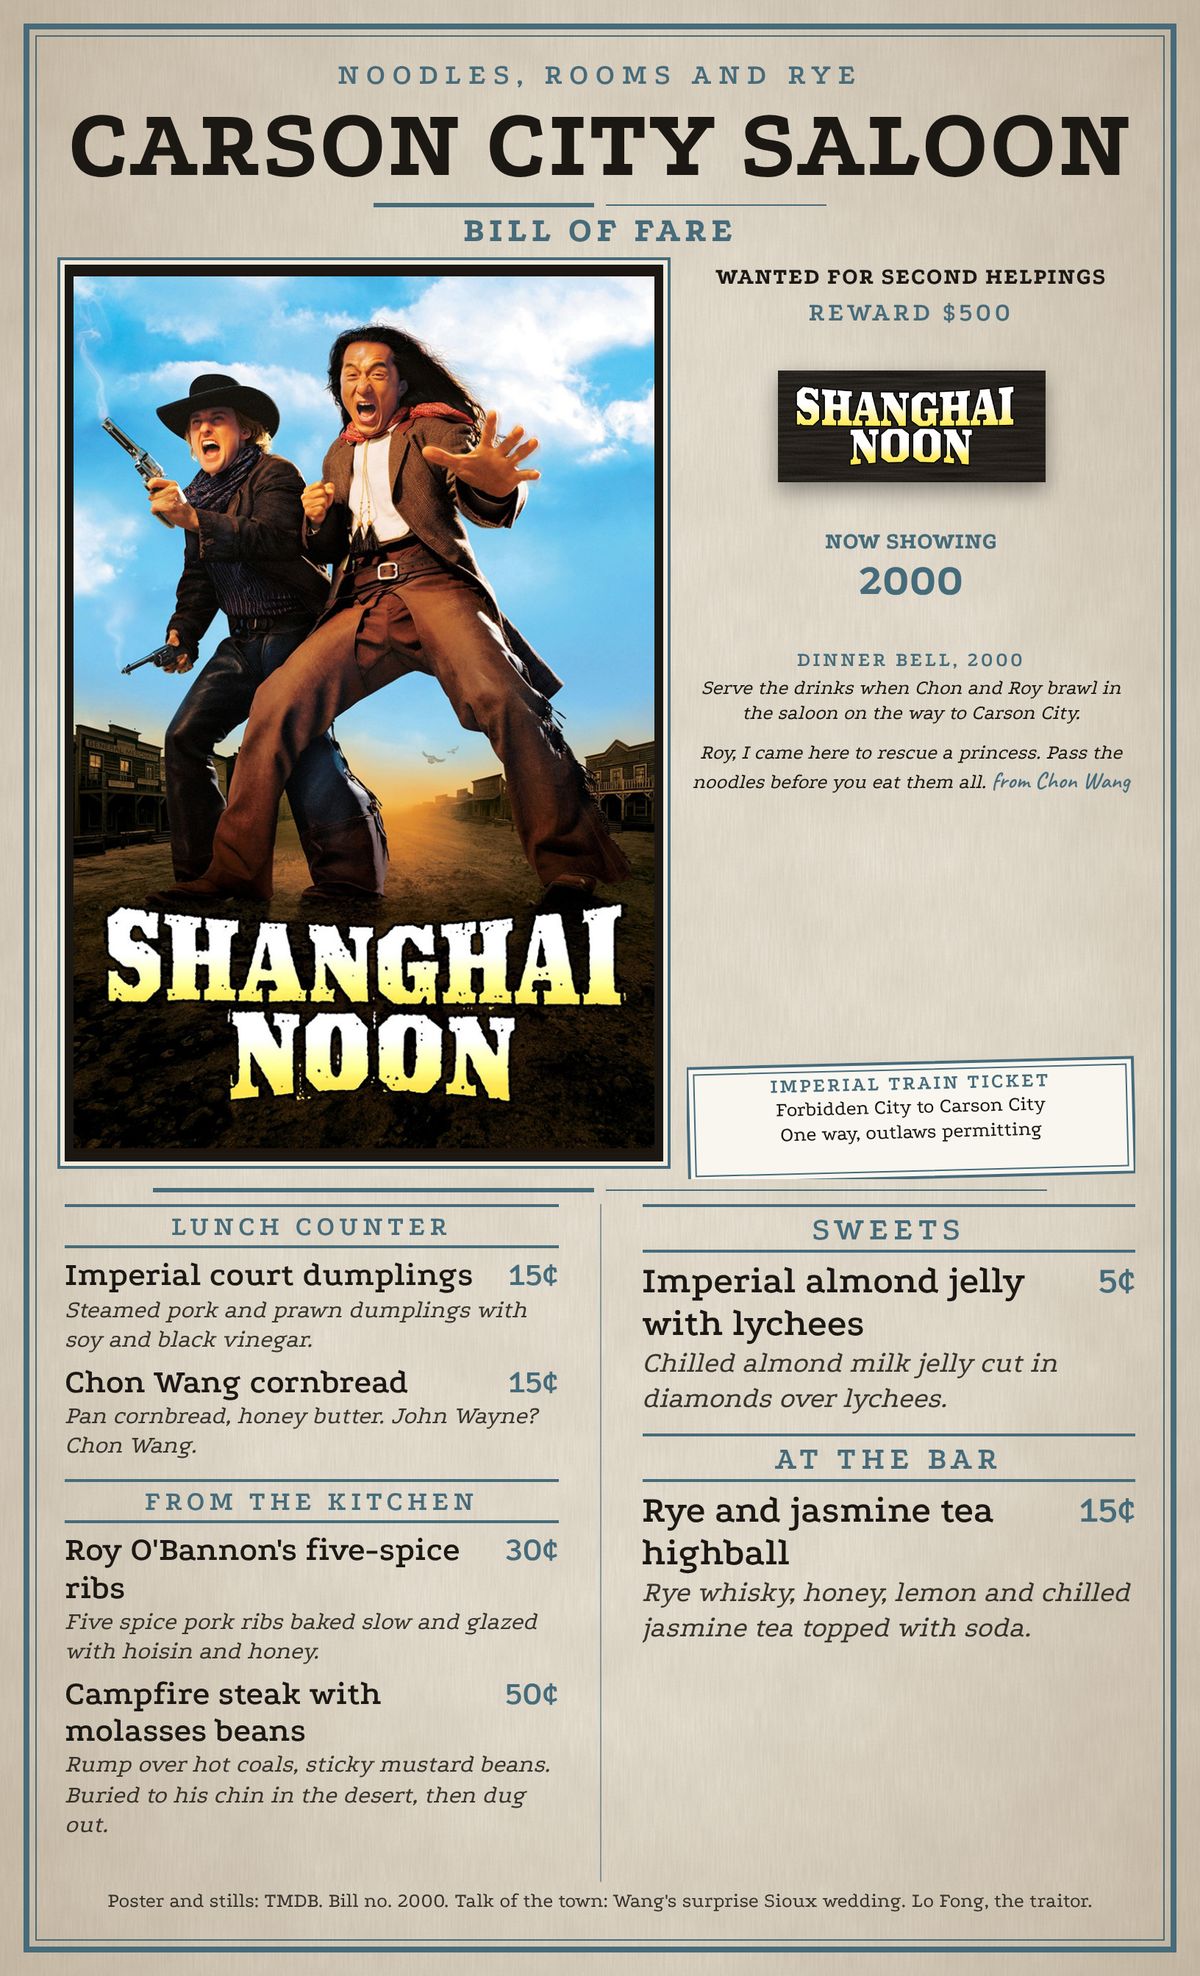 NOODLES, ROOMS AND RYE
CARSON CITY SALOON
BILL OF FARE
GENERAL
SHANGHAI
NOON
WANTED FOR SECOND HELPINGS
REWARD $500
SHANGHAI
NOON
NOW SHOWING
2000
DINNER BELL, 2000
Serve the drinks when Chon and Roy brawl in
the saloon on the way to Carson City.
Roy, I came here to rescue a princess. Pass the
noodles before you eat them all. from Chon Wang
IMPERIAL TRAIN TICKET
Forbidden City to Carson City
One way, outlaws permitting
LUNCH COUNTER
Imperial court dumplings 15¢
Steamed pork and prawn dumplings with
soy and black vinegar.
Chon Wang cornbread 15¢
Pan cornbread, honey butter. John Wayne?
Chon Wang.
FROM THE KITCHEN
Roy O'Bannon's five-spice 30¢
ribs
Five spice pork ribs baked slow and glazed
with hoisin and honey.
Campfire steak with 50¢
molasses beans
Rump over hot coals, sticky mustard beans.
Buried to his chin in the desert, then dug
out.
SWEETS
Imperial almond jelly 5¢
with lychees
Chilled almond milk jelly cut in
diamonds over lychees.
AT THE BAR
Rye and jasmine tea 15¢
highball
Rye whisky, honey, lemon and chilled
jasmine tea topped with soda.
Poster and stills: TMDB. Bill no. 2000. Talk of the town: Wang's surprise Sioux wedding. Lo Fong, the traitor.